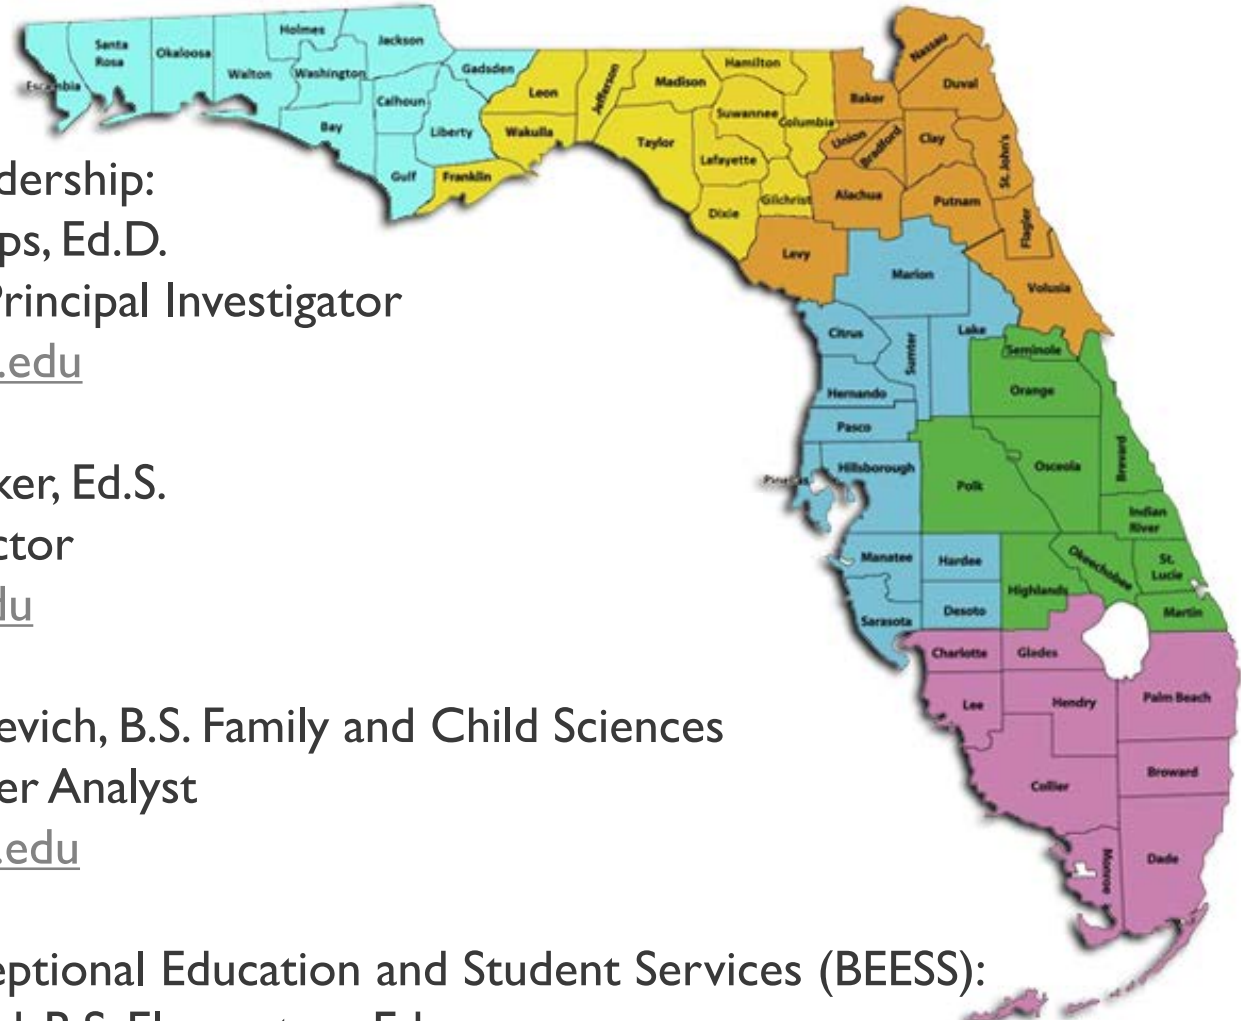 Holmes
Jackson
Santa
Rosa
Okaloosa
Walton
Washington
Gadsden
Escambia
Calhoun
Bay
Liberty
Gulf
Franklin
Leon
Jefferson
Madison
Hamilton
Wakulla
Taylor
Suwannee
Columbia
Lafayette
Dixie
Gilchrist
Nassau
Baker
Duval
Union
Bradford
Clay
St. John's
Alachua
Putnam
Flagler
Levy
Marion
Volusia
Citrus
Sumter
Lake
Seminole
Hernando
Orange
Pasco
Hillsborough
Pinellas
Polk
Osceola
Brevard
Indian
River
Manatee
Hardee
Okeechobee
St.
Lucie
Highlands
Sarasota
Desoto
Martin
Charlotte
Glades
Lee
Hendry
Palm Beach
Collier
Broward
Monroe
Dade
dership:
ps, Ed.D.
Principal Investigator
.edu
ker, Ed.S.
ctor
du
evich, B.S. Family and Child Sciences
er Analyst
.edu
eptional Education and Student Services (BEESS):